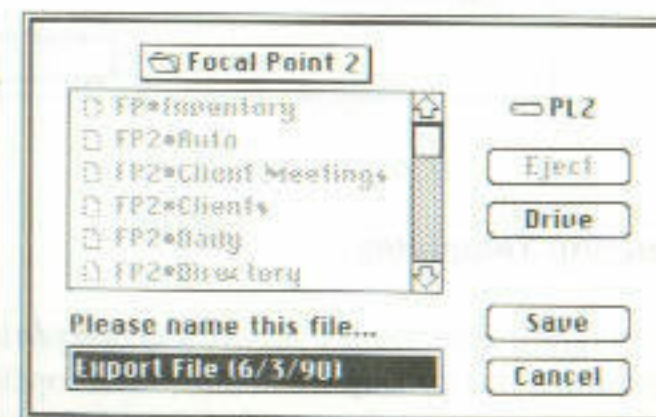 Focal Point 2
FP•Inventory
FP2•Auto
FP2•Client Meetings
FP2•Clients
FP2•Daily
FP2•Directory
PL2
Eject
Drive
Please name this file...
Export File (6/3/90)
Save
Cancel